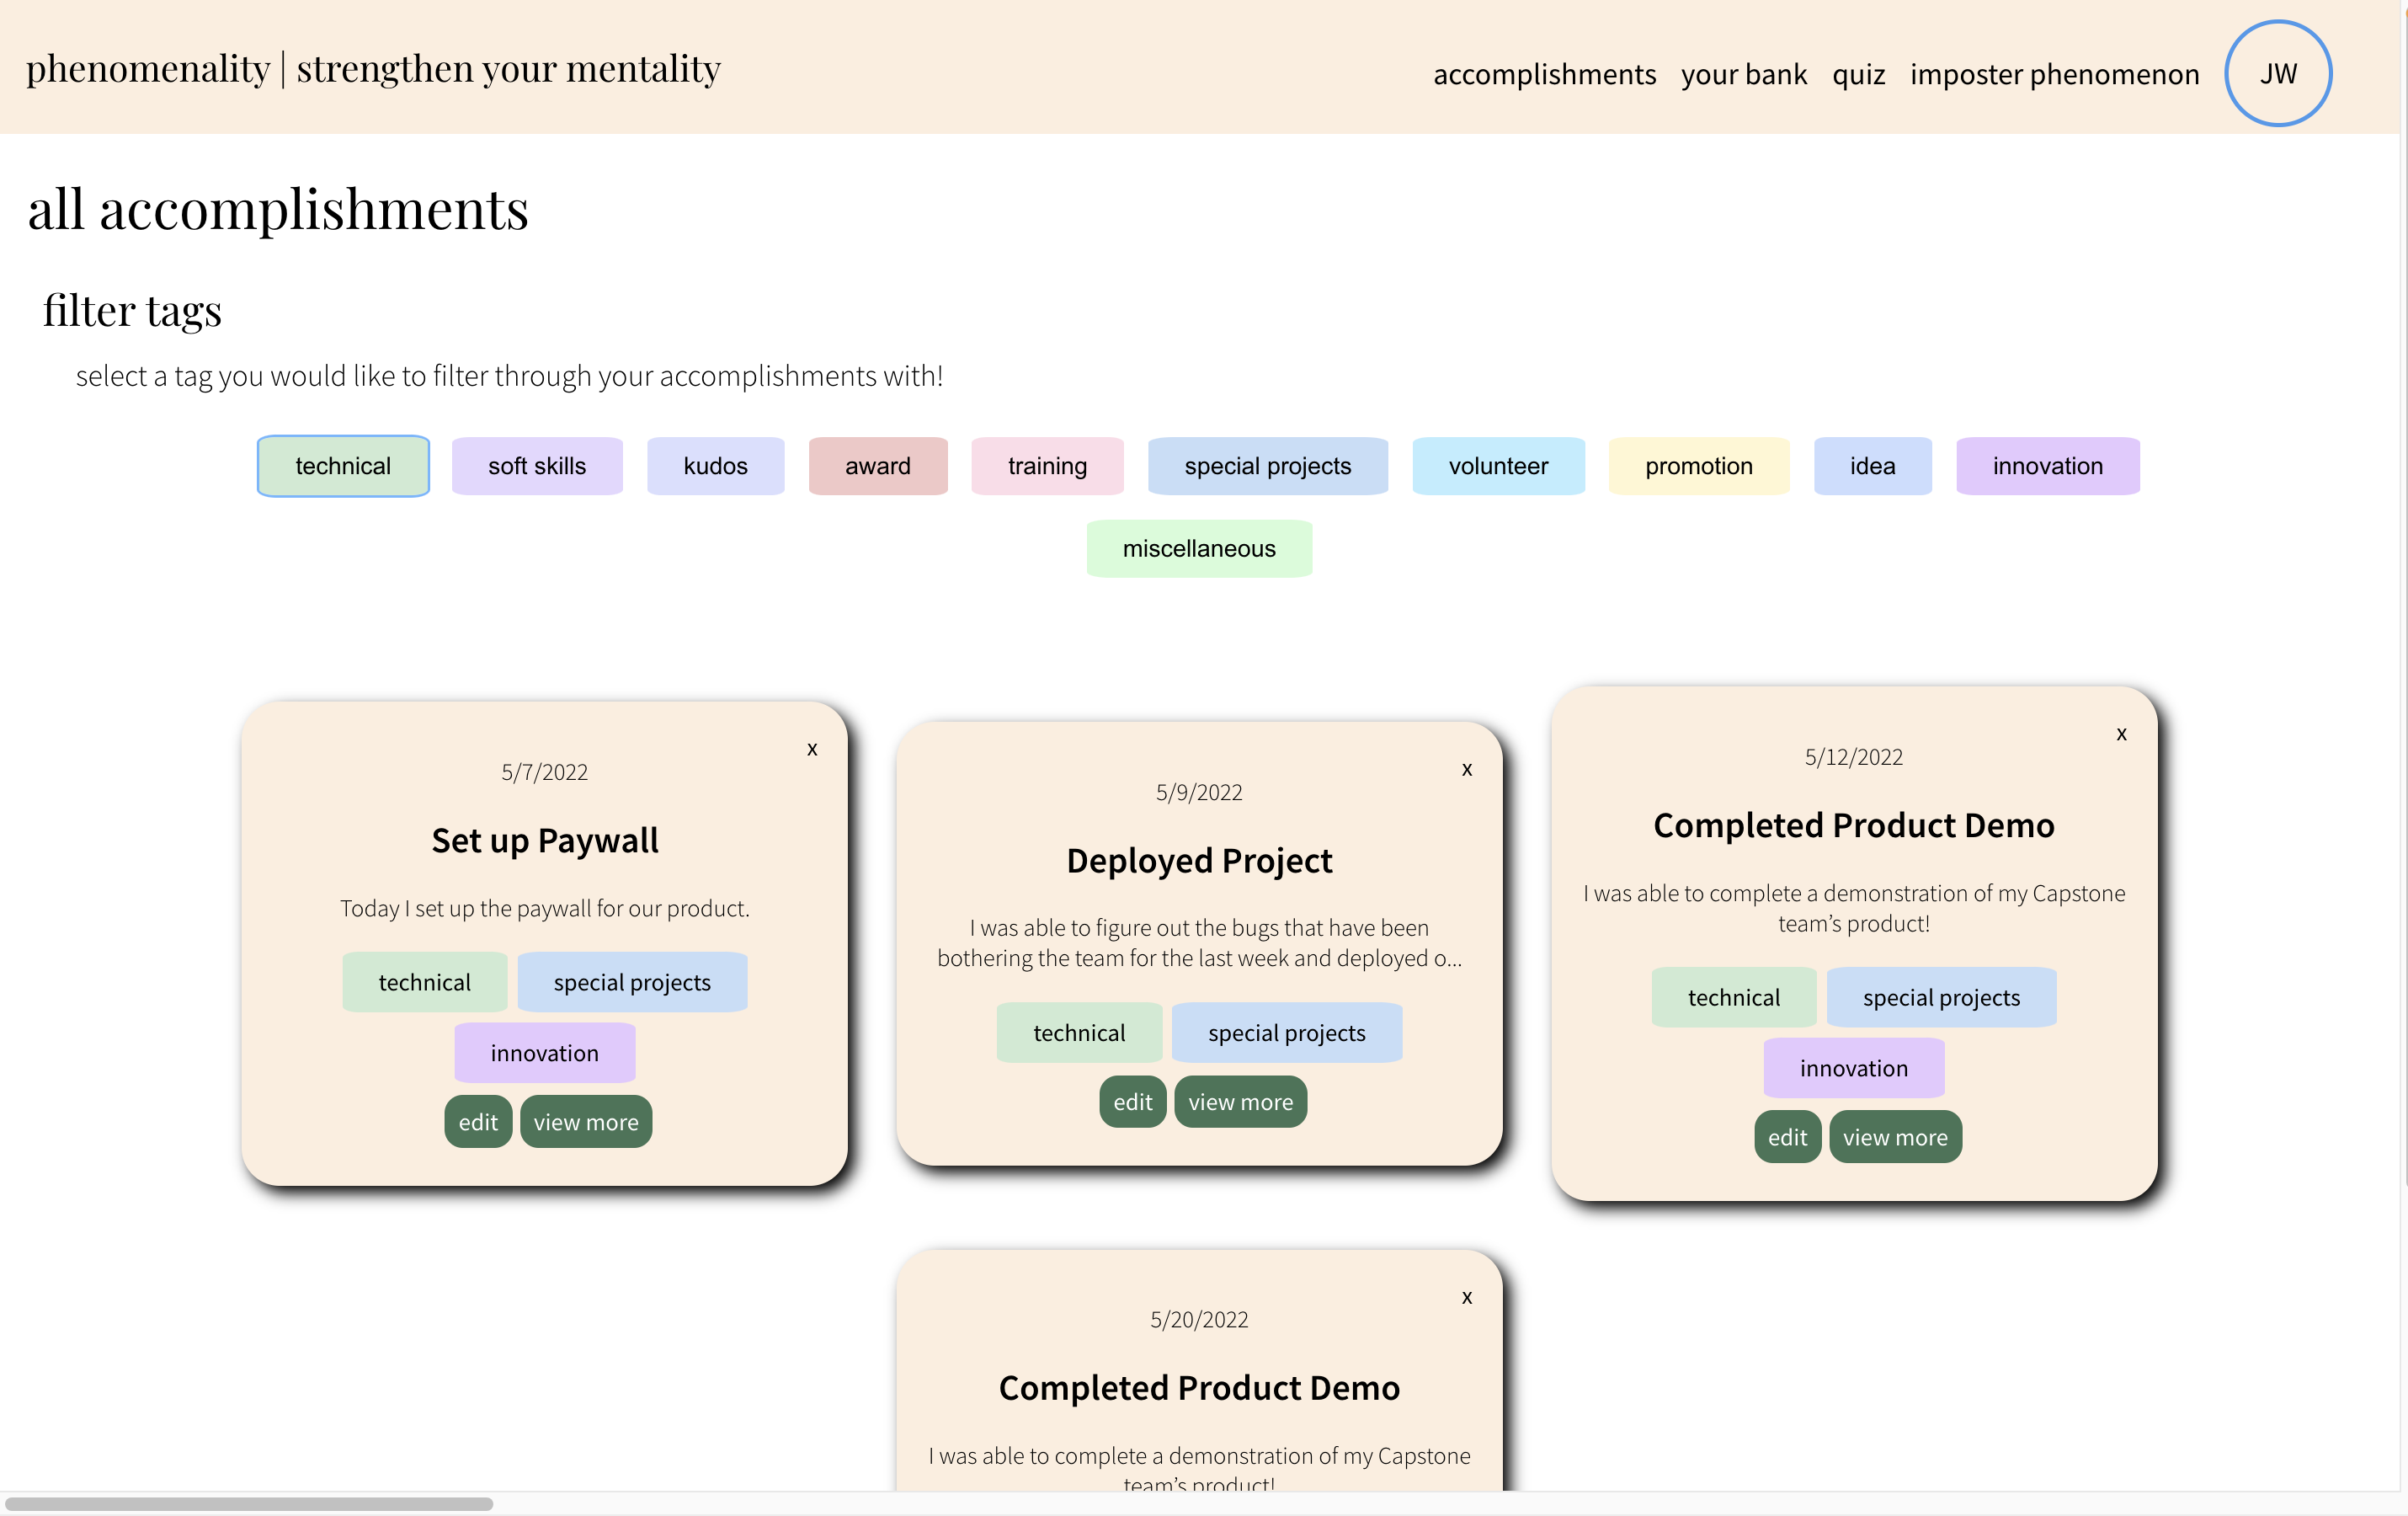 phenomenality | strengthen your mentality
accomplishments your bank quiz imposter phenomenon JW
all accomplishments
filter tags
select a tag you would like to filter through your accomplishments with!
technical soft skills kudos award training special projects volunteer promotion idea innovation
miscellaneous
x
5/7/2022
Set up Paywall
Today I set up the paywall for our product.
technical special projects
innovation
edit view more
x
5/9/2022
Deployed Project
I was able to figure out the bugs that have been
bothering the team for the last week and deployed o...
technical special projects
edit view more
x
5/12/2022
Completed Product Demo
I was able to complete a demonstration of my Capstone
team’s product!
technical special projects
innovation
edit view more
x
5/20/2022
Completed Product Demo
I was able to complete a demonstration of my Capstone
team’s product!